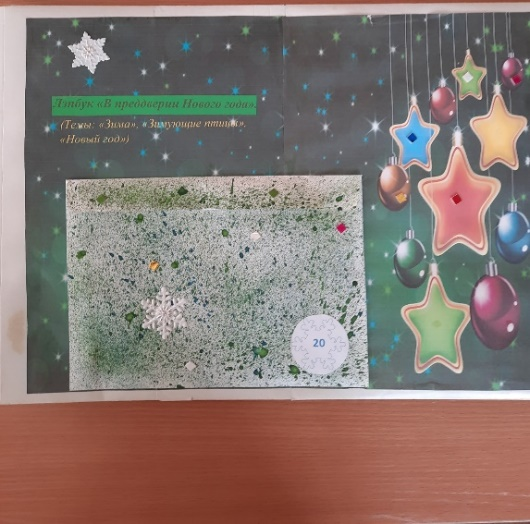 Лэпбук «В преддверии Нового года».
(Темы: «Зима», «Зимующие птицы»,
«Новый год»)
20